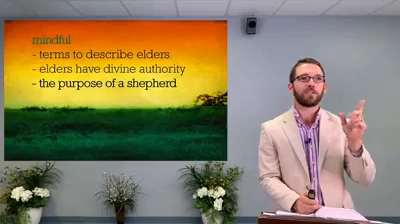 mindful
- terms to describe elders
- elders have divine authority
- the purpose of a shepherd